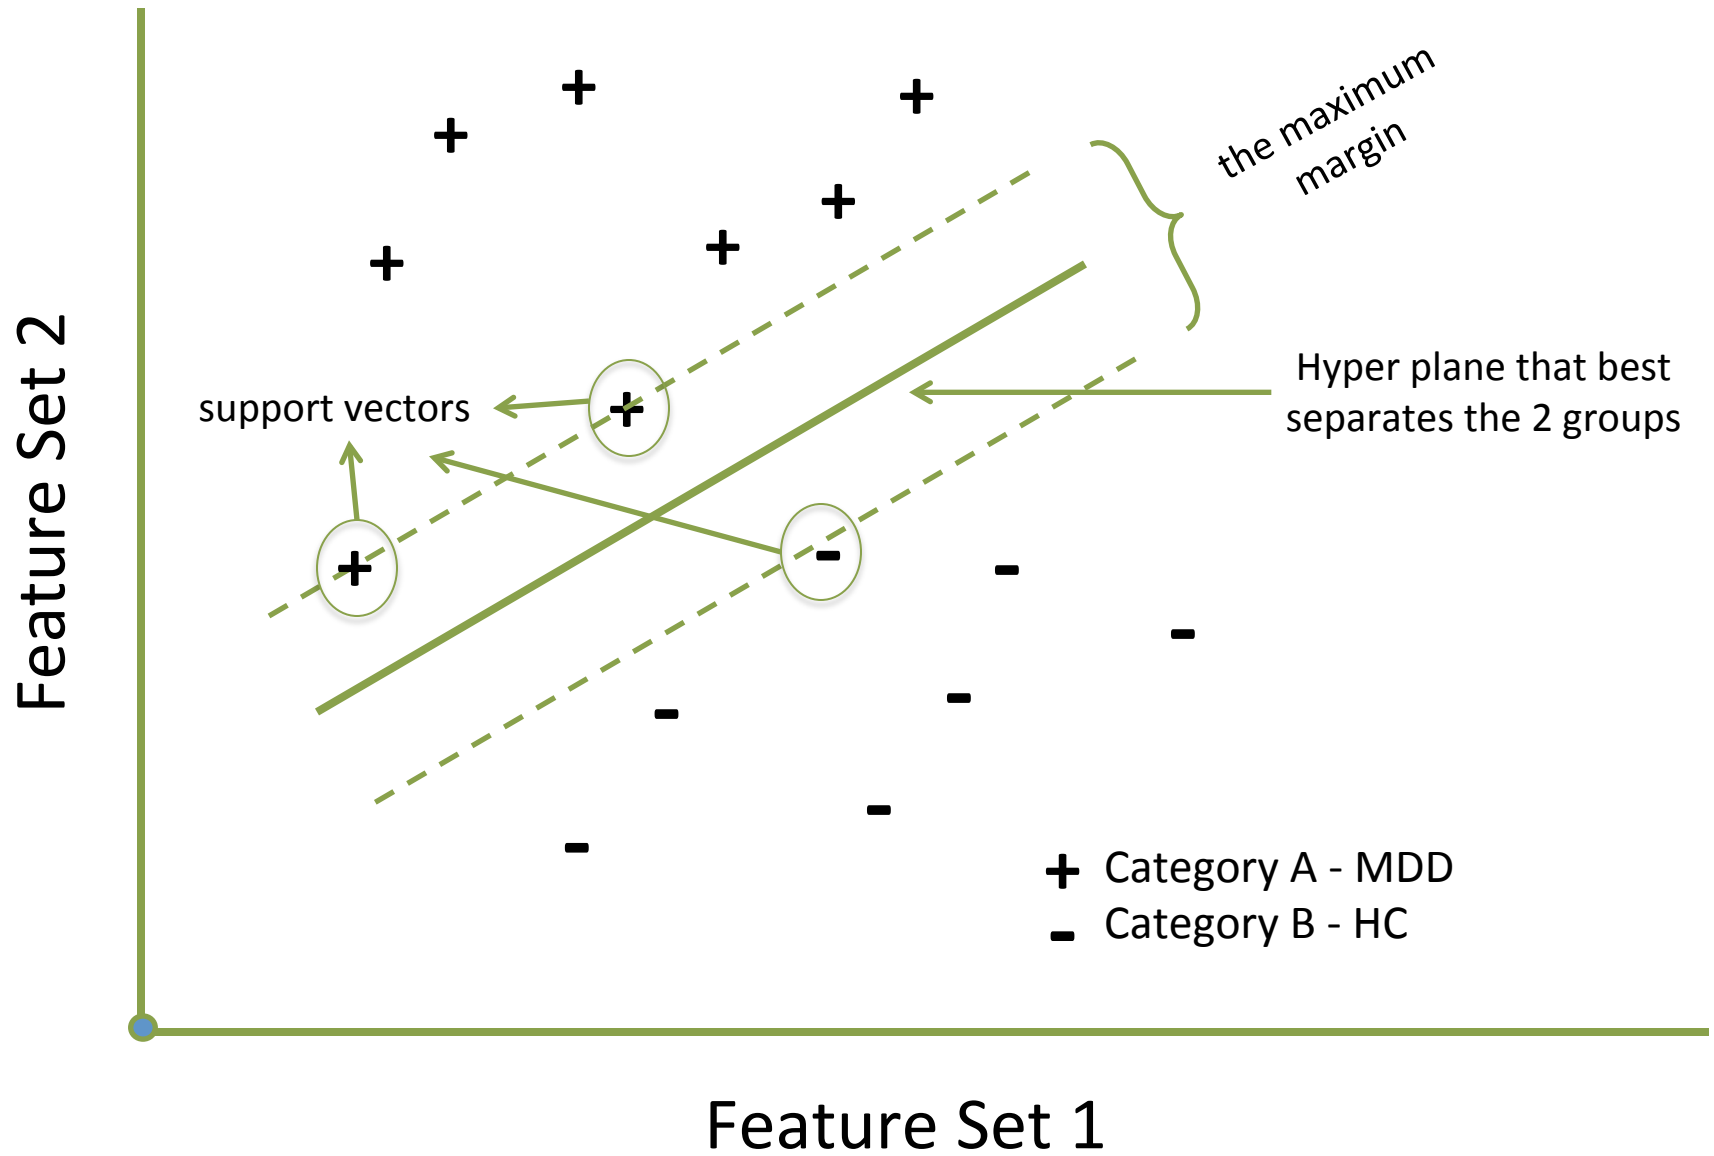 the maximum
margin
Feature Set 2
support vectors
Hyper plane that best
separates the 2 groups
+ Category A - MDD
- Category B - HC
Feature Set 1